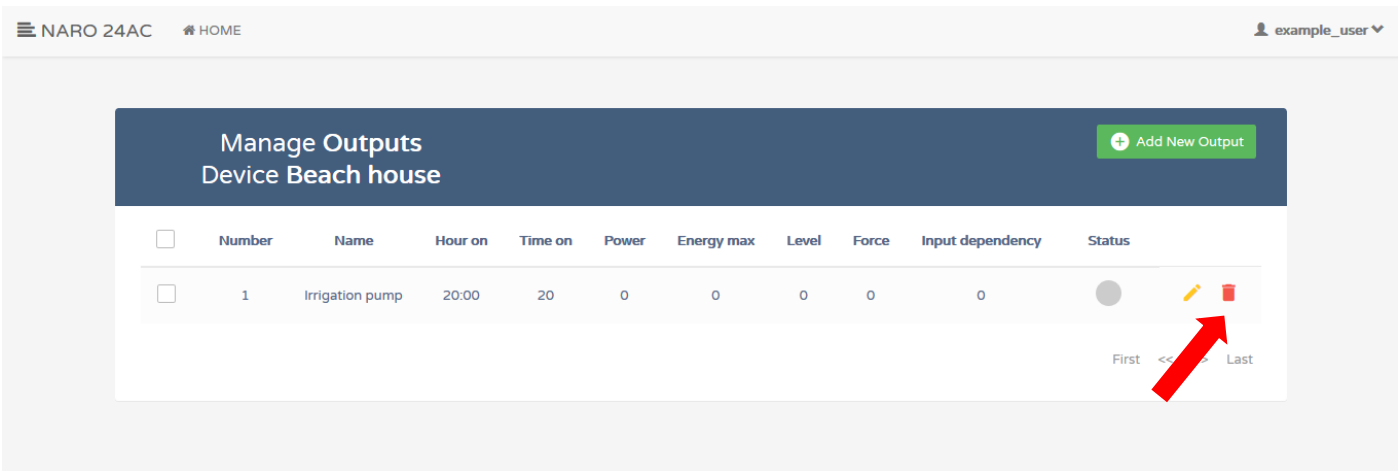 NARO 24AC HOME example_user
Manage Outputs
Device Beach house
Add New Output
Number Name Hour on Time on Power Energy max Level Force Input dependency Status
1 Irrigation pump 20:00 20 0 0 0 0 0
First << > Last